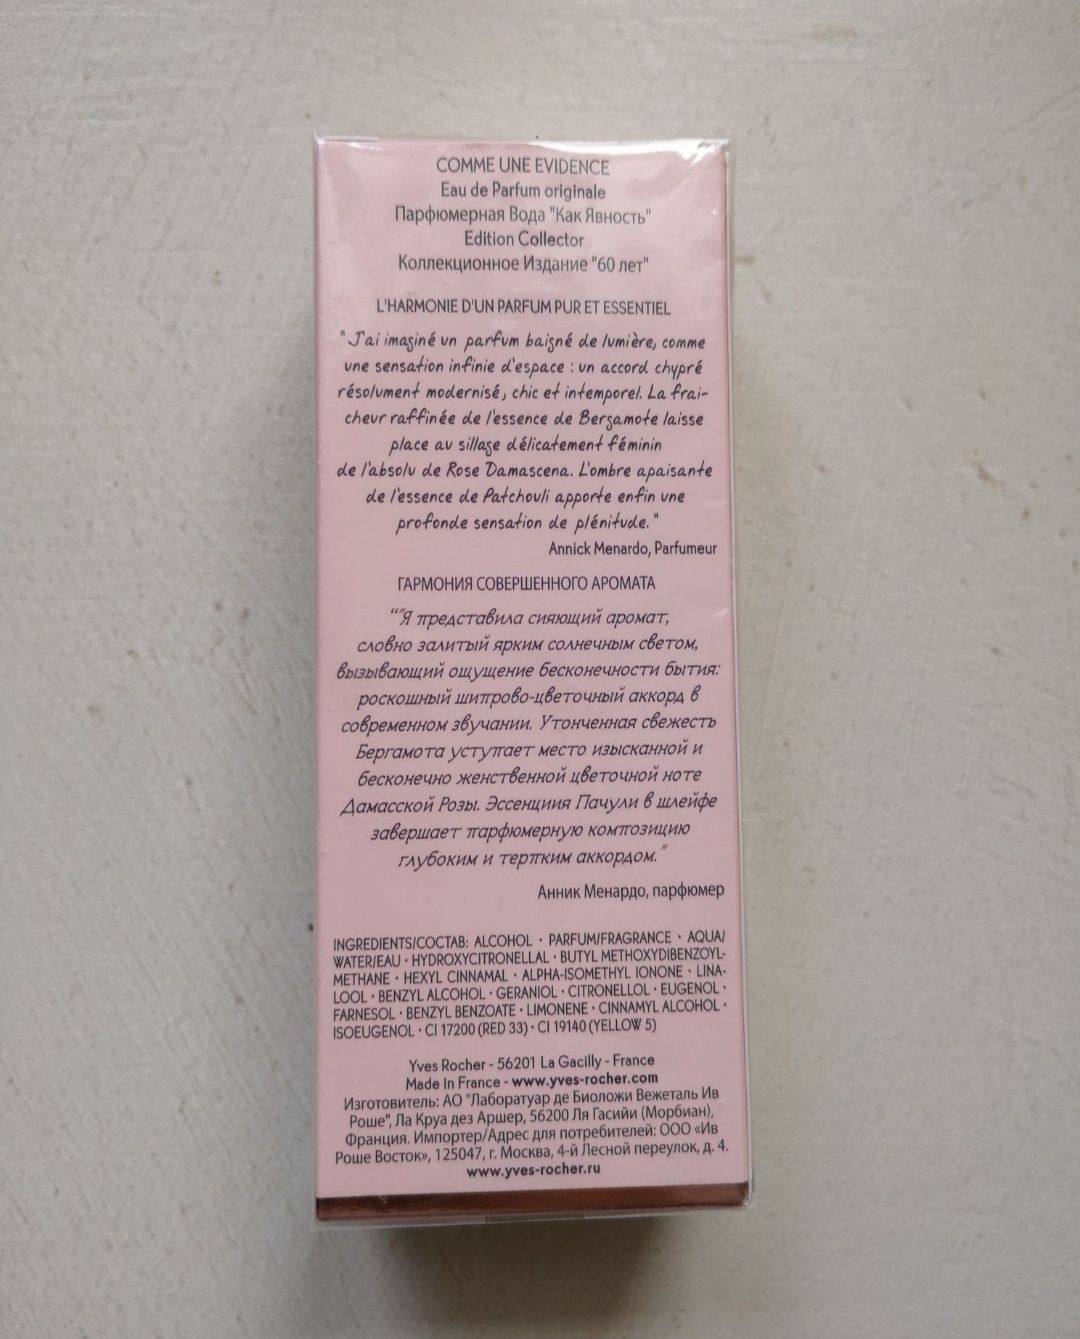 COMME UNE EVIDENCE
Eau de Parfum originale
Парфюмерная Вода "Как Явность"
Edition Collector
Коллекционное Издание "60 лет"
L'HARMONIE D'UN PARFUM PUR ET ESSENTIEL
"J'ai imaginé un parfum baigné de lumière, comme
une sensation infinie d'espace : un accord chypré
résolument modernisé, chic et intemporel. La frai-
cheur raffinée de l'essence de Bergamote laisse
place au sillage délicatement féminin
de l'absolu de Rose Damascena. L'ombre apaisante
de l'essence de Patchouli apporte enfin une
profonde sensation de plénitude."
Annick Menardo, Parfumeur
ГАРМОНИЯ СОВЕРШЕННОГО АРОМАТА
“"Я представила сияющий аромат,
словно залитый ярким солнечным светом,
вызывающий ощущение бесконечности бытия:
роскошный шипрово-цветочный аккорд в
современном звучании. Утонченная свежесть
Бергамота уступает место изысканной и
бесконечно женственной цветочной ноте
Дамасской Розы. Эссенциия Пачули в шлейфе
завершает парфюмерную композицию
глубоким и терпким аккордом."
Анник Менардо, парфюмер
INGREDIENTS/СОСТАВ: ALCOHOL · PARFUM/FRAGRANCE · AQUA/
WATER/EAU · HYDROXYCITRONELLAL · BUTYL METHOXYDIBENZOYL-
METHANE · HEXYL CINNAMAL · ALPHA-ISOMETHYL IONONE · LINA-
LOOL · BENZYL ALCOHOL · GERANIOL · CITRONELLOL · EUGENOL ·
FARNESOL · BENZYL BENZOATE · LIMONENE · CINNAMYL ALCOHOL ·
ISOEUGENOL · CI 17200 (RED 33) · CI 19140 (YELLOW 5)
Yves Rocher - 56201 La Gacilly - France
Made in France - www.yves-rocher.com
Изготовитель: АО "Лаборатуар де Биоложи Вежеталь Ив
Роше", Ла Круа дез Аршер, 56200 Ля Гасийи (Морбиан),
Франция. Импортер/Адрес для потребителей: ООО «Ив
Роше Восток», 125047, г. Москва, 4-й Лесной переулок, д. 4.
www.yves-rocher.ru